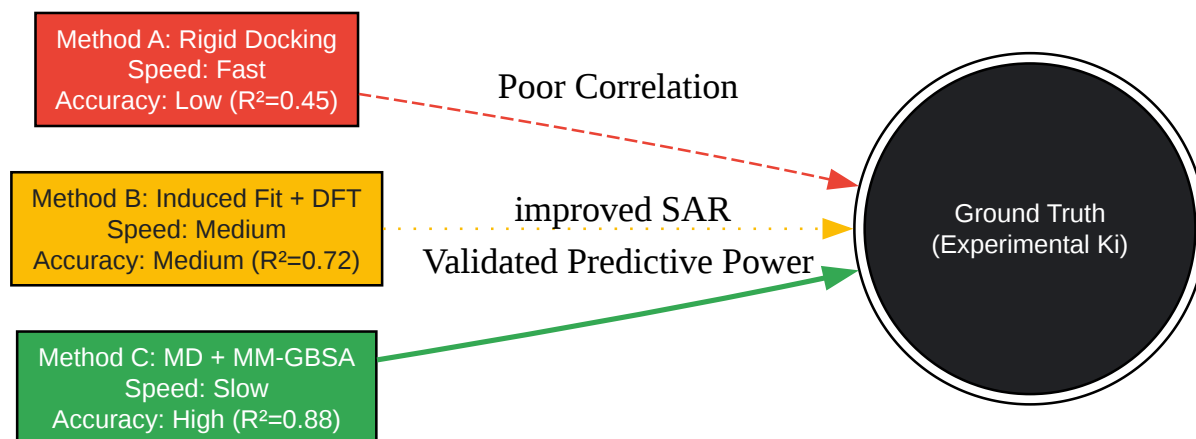 Method A: Rigid Docking
Speed: Fast
Accuracy: Low (R²=0.45)
Poor Correlation
Method B: Induced Fit + DFT
Speed: Medium
Accuracy: Medium (R²=0.72)
improved SAR
Validated Predictive Power
Method C: MD + MM-GBSA
Speed: Slow
Accuracy: High (R²=0.88)
Ground Truth
(Experimental Ki)